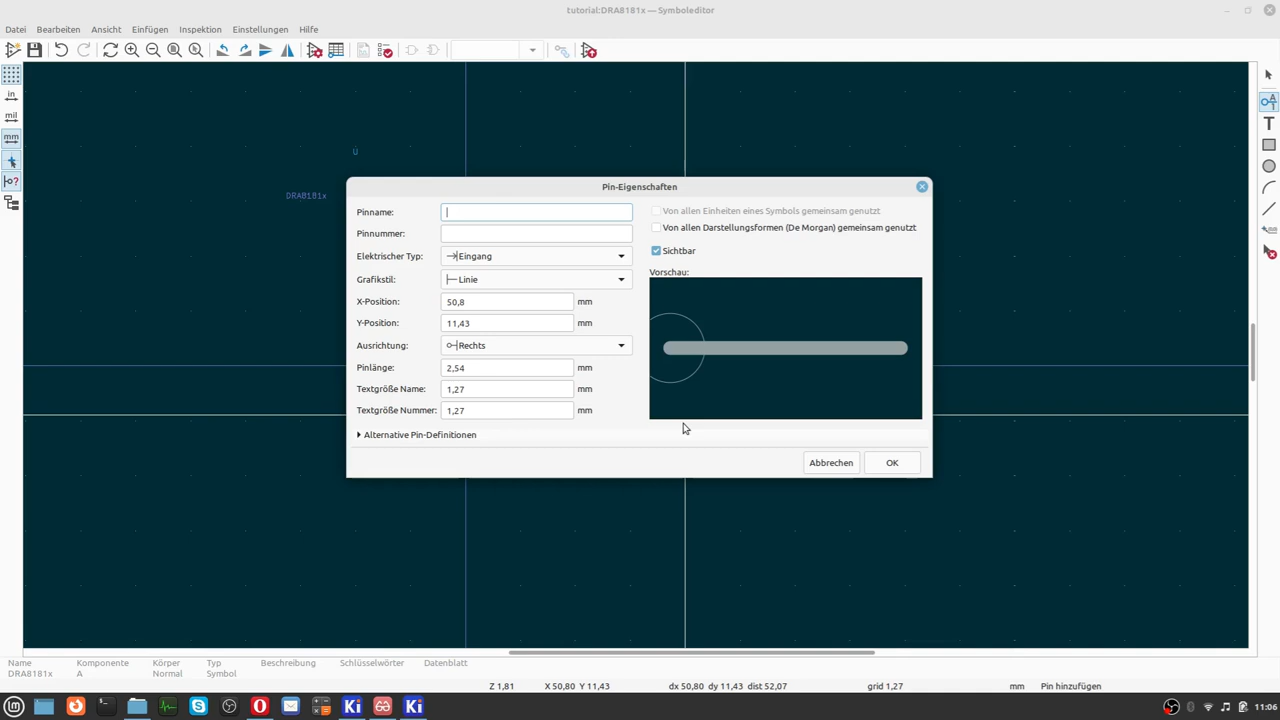 tutorial:DRA8181x — Symboleditor
Datei Bearbeiten Ansicht Einfügen Inspektion Einstellungen Hilfe
in
mil
mm
U
DRA8181x
Pin-Eigenschaften
Pinname:
Pinnummer:
Elektrischer Typ: Eingang
Grafikstil: Linie
X-Position: 50,8 mm
Y-Position: 11,43 mm
Ausrichtung: Rechts
Pinlänge: 2,54 mm
Textgröße Name: 1,27 mm
Textgröße Nummer: 1,27 mm
Alternative Pin-Definitionen
Von allen Einheiten eines Symbols gemeinsam genutzt
Von allen Darstellungsformen (De Morgan) gemeinsam genutzt
Sichtbar
Vorschau:
Abbrechen OK
Name Komponente Körper Typ Beschreibung Schlüsselwörter Datenblatt
DRA8181x A Normal Symbol
Z 1,81 X 50,80 Y 11,43 dx 50,80 dy 11,43 dist 52,07 grid 1,27 mm Pin hinzufügen
Ki Ki 11:06